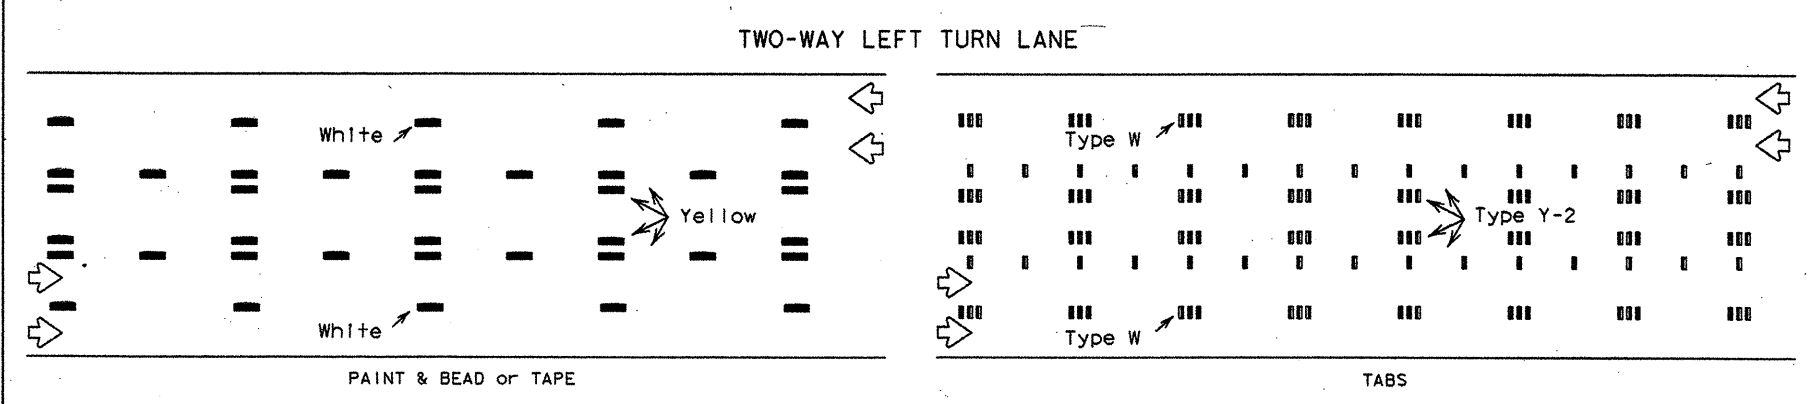 TWO-WAY LEFT TURN LANE
White
Yellow
White
PAINT & BEAD or TAPE
Type W
Type Y-2
Type W
TABS